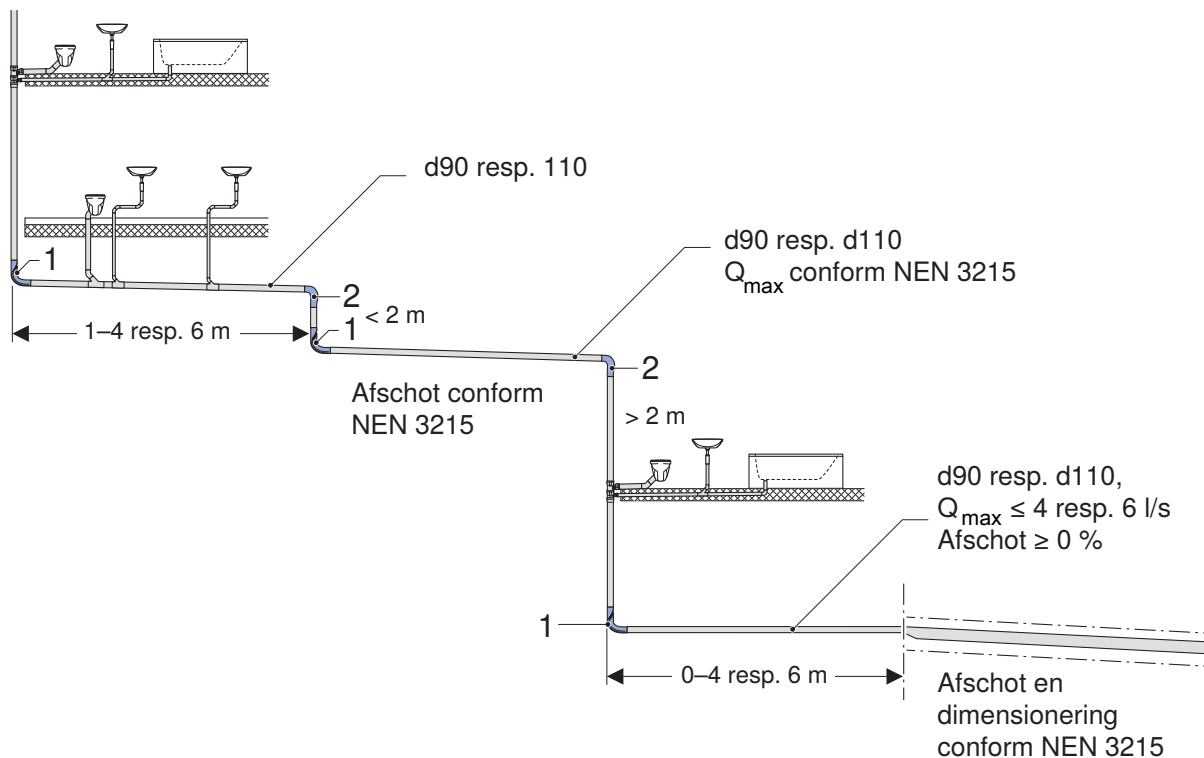 d90 resp. 110
d90 resp. d110
Qmax conform NEN 3215
1
2
1
< 2 m
1–4 resp. 6 m
2
Afschot conform
NEN 3215
> 2 m
d90 resp. d110,
Qmax ≤ 4 resp. 6 l/s
Afschot ≥ 0 %
1
0–4 resp. 6 m
Afschot en
dimensionering
conform NEN 3215